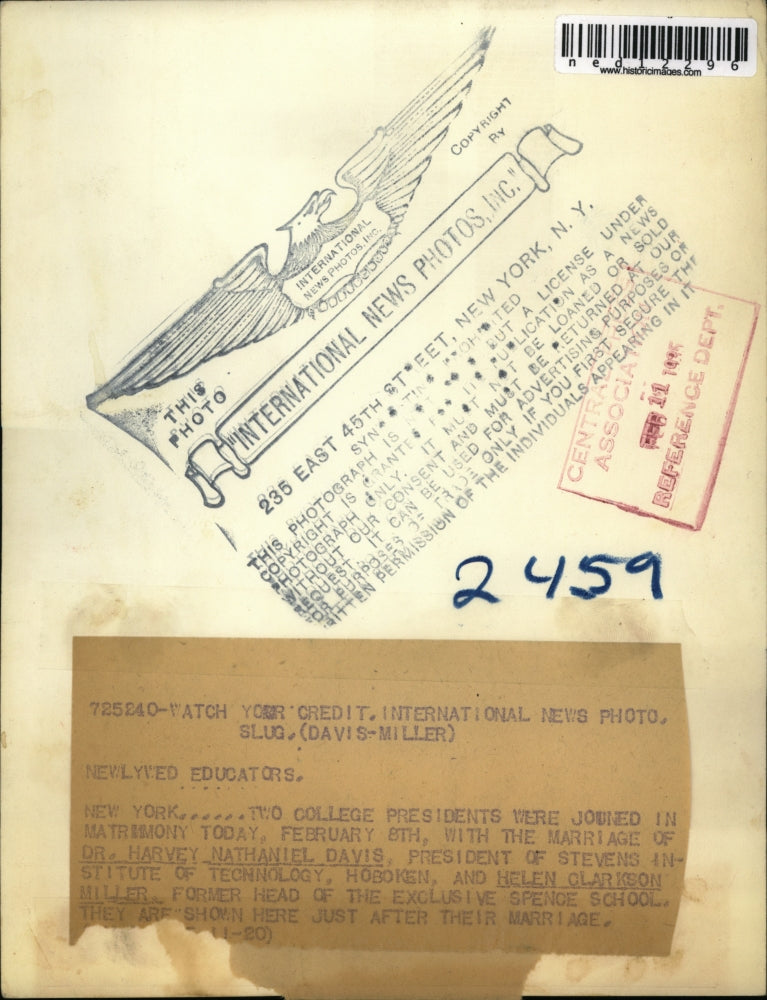 ned12296
www.historicimages.com
COPYRIGHT
BY
INTERNATIONAL
NEWS PHOTOS, INC.
THIS
PHOTO
"INTERNATIONAL NEWS PHOTOS, INC."
235 EAST 45TH STREET, NEW YORK, N. Y.
THIS PHOTOGRAPH IS BUT A LICENSE UNDER
COPYRIGHT IS PUBLICATION AS A NEWS
PHOTOGRAPH ONLY. IT MUST NOT BE LOANED OR SOLD
WITHOUT OUR CONSENT AND MUST BE RETURNED AT OUR
IT CAN BE USED FOR ADVERTISING PURPOSES OR
PURPOSES OF ONLY IF YOU FIRST SECURE THE
WRITTEN PERMISSION OF THE INDIVIDUALS APPEARING IN IT
CENTRAL
FEB 11
REFERENCE DEPT.
2459
725240-WATCH YOUR CREDIT. INTERNATIONAL NEWS PHOTO.
SLUG. (DAVIS-MILLER)
NEWLYWED EDUCATORS.
NEW YORK......TWO COLLEGE PRESIDENTS WERE JOINED IN
MATRIMONY TODAY, FEBRUARY 8TH, WITH THE MARRIAGE OF
DR. HARVEY NATHANIEL DAVIS, PRESIDENT OF STEVENS IN-
STITUTE OF TECHNOLOGY, HOBOKEN, AND HELEN CLARKSON
MILLER, FORMER HEAD OF THE EXCLUSIVE SPENCE SCHOOL.
THEY ARE SHOWN HERE JUST AFTER THEIR MARRIAGE.
11-20)